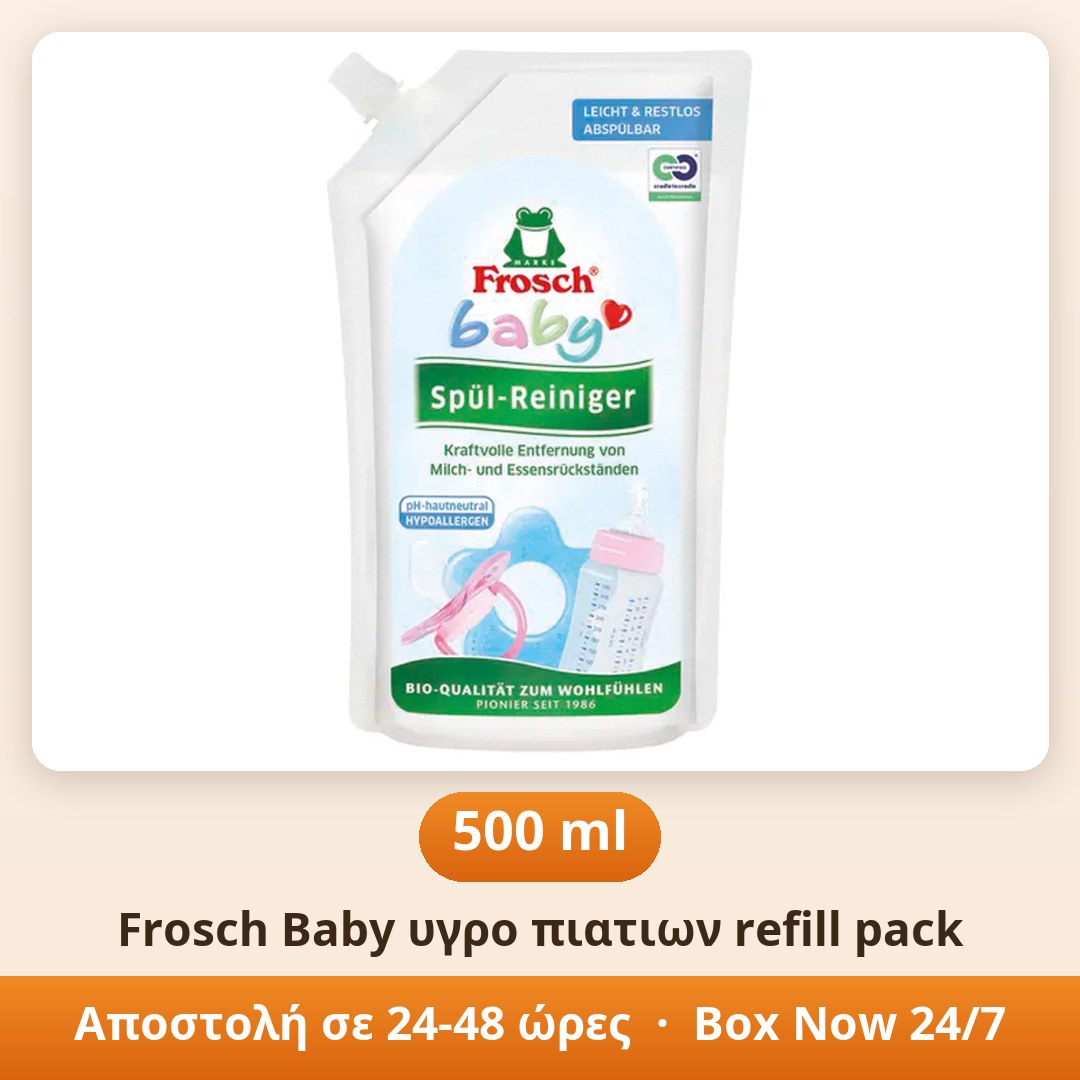 LEICHT & RESTLOS
ABSPÜLBAR
CERTIFIED
cradletocradle
MARKE
Frosch®
baby
Spül-Reiniger
Kraftvolle Entfernung von
Milch- und Essensrückständen
pH-hautneutral
HYPOALLERGEN
BIO-QUALITÄT ZUM WOHLFÜHLEN
PIONIER SEIT 1986
500 ml
Frosch Baby υγρο πιατιων refill pack
Αποστολή σε 24-48 ώρες · Box Now 24/7